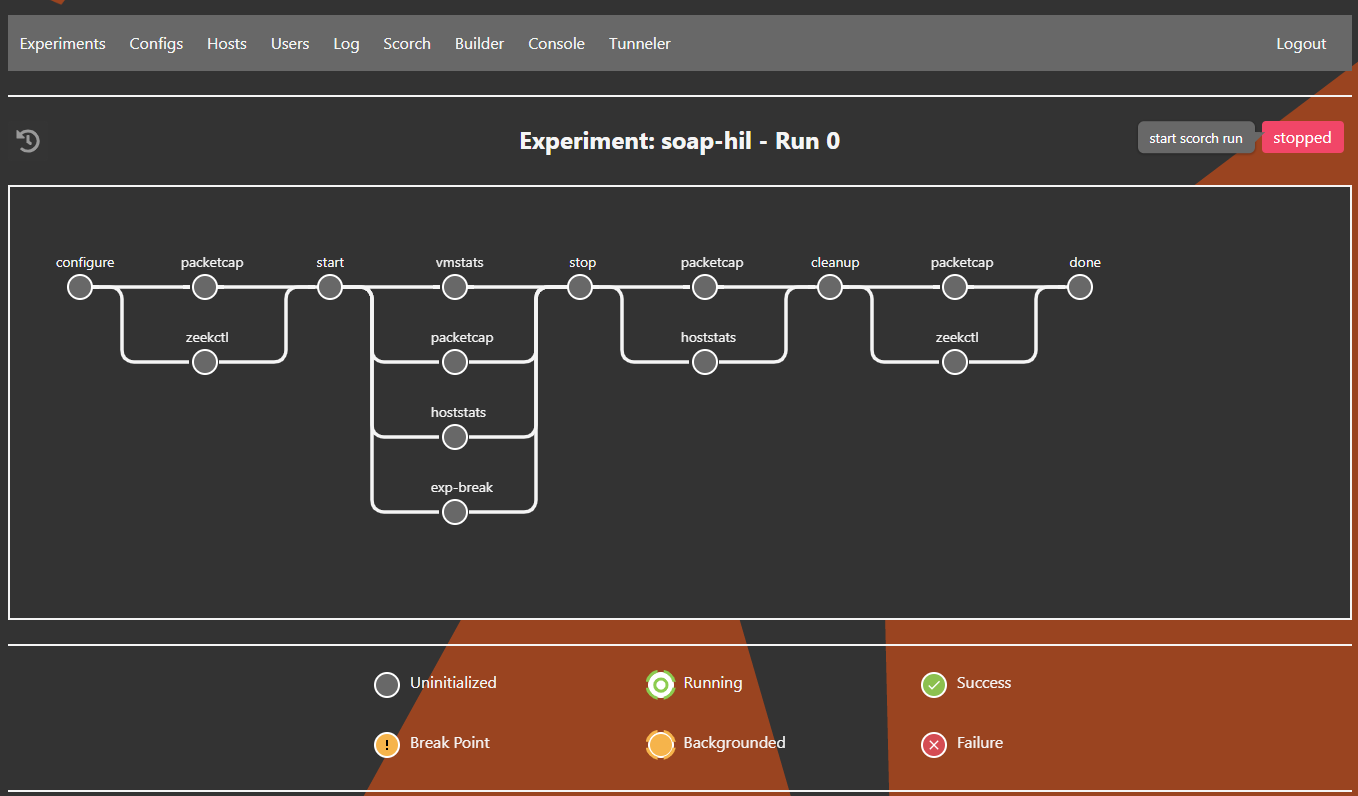 Experiments Configs Hosts Users Log Scorch Builder Console Tunneler Logout
Experiment: soap-hil - Run 0
start scorch run
stopped
configure packetcap start vmstats stop packetcap cleanup packetcap done
zeekctl packetcap hoststats zeekctl
hoststats
exp-break
Uninitialized Running Success
! Break Point Backgrounded Failure